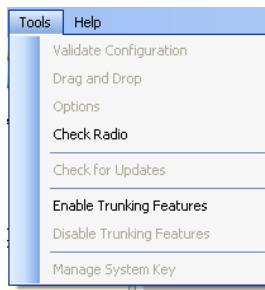 Tools Help
Validate Configuration
Drag and Drop
Options
Check Radio
Check for Updates
Enable Trunking Features
Disable Trunking Features
Manage System Key